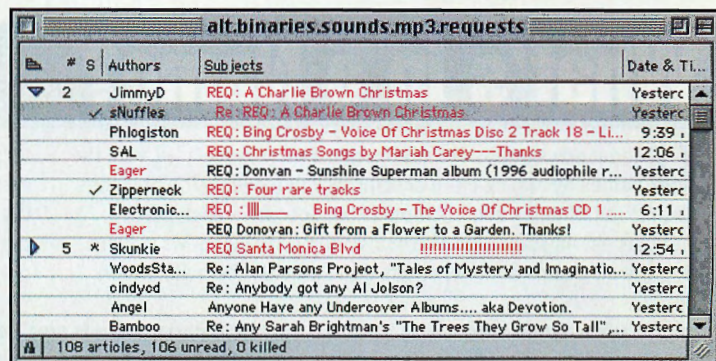 alt.binaries.sounds.mp3.requests
# S Authors Subjects Date & Ti...
2 JimmyD REQ: A Charlie Brown Christmas Yesterc
✓ sNuffles Re: REQ: A Charlie Brown Christmas Yesterc
Phlogiston REQ: Bing Crosby - Voice Of Christmas Disc 2 Track 18 - Li... 9:39
SAL REQ: Christmas Songs by Mariah Carey---Thanks 12:06
Eager REQ: Donvan - Sunshine Superman album (1996 audiophile r... Yesterc
✓ Zipperneck REQ: Four rare tracks Yesterc
Electronic... REQ :||||____ Bing Crosby - The Voice Of Christmas CD 1 ..... 6:11
Eager REQ Donovan: Gift from a Flower to a Garden. Thanks! Yesterc
5 * Skunkie REQ Santa Monica Blvd !!!!!!!!!!!!!!!!!!!!!!!! 12:54
WoodsSta... Re: Alan Parsons Project, "Tales of Mystery and Imaginatio... Yesterc
cindycd Re: Anybody got any Al Jolson? Yesterc
Angel Anyone Have any Undercover Albums.... aka Devotion. Yesterc
Bamboo Re: Any Sarah Brightman's "The Trees They Grow So Tall",... Yesterc
108 articles, 106 unread, 0 killed